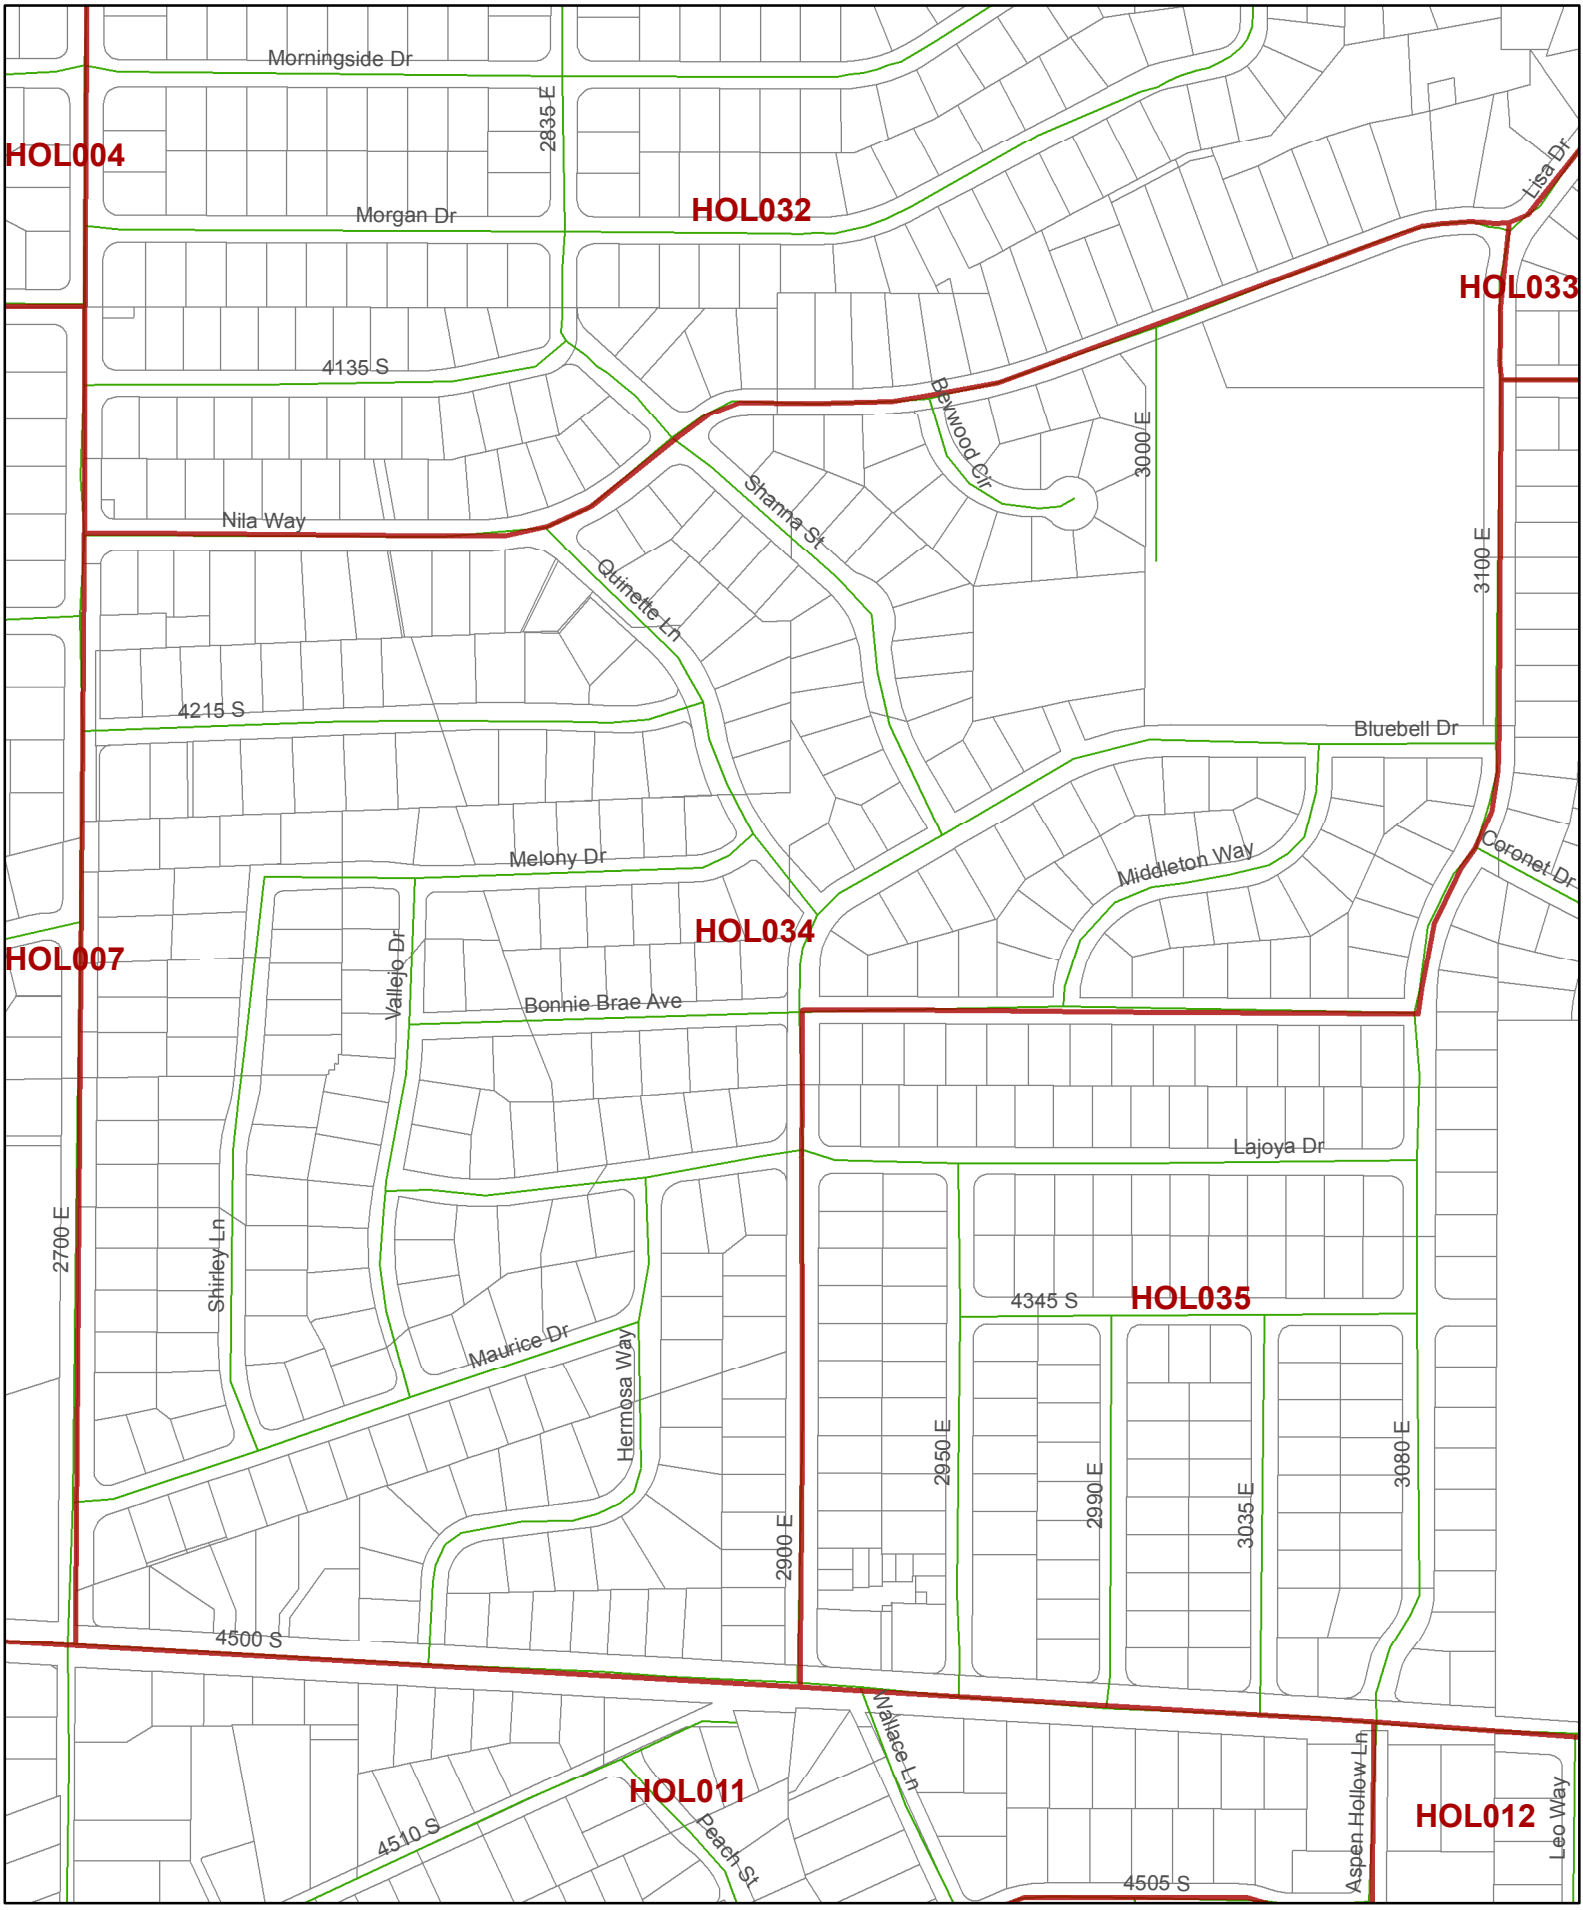 Morningside Dr
2835 E
HOL004
Lisa Dr
HOL032
Morgan Dr
HOL033
4135 S
Bevwood Cir
3000 E
Shanna St
Nila Way
3100 E
Quinette Ln
4215 S
Bluebell Dr
Melony Dr
Middleton Way
Coronet Dr
HOL034
HOL007
Vallejo Dr
Bonnie Brae Ave
Lajoya Dr
2700 E
Shirley Ln
4345 S
HOL035
Maurice Dr
Hermosa Way
2950 E
2990 E
3035 E
3080 E
2900 E
4500 S
Wallace Ln
Aspen Hollow Ln
HOL011
HOL012
Leo Way
4510 S
Peach St
4505 S